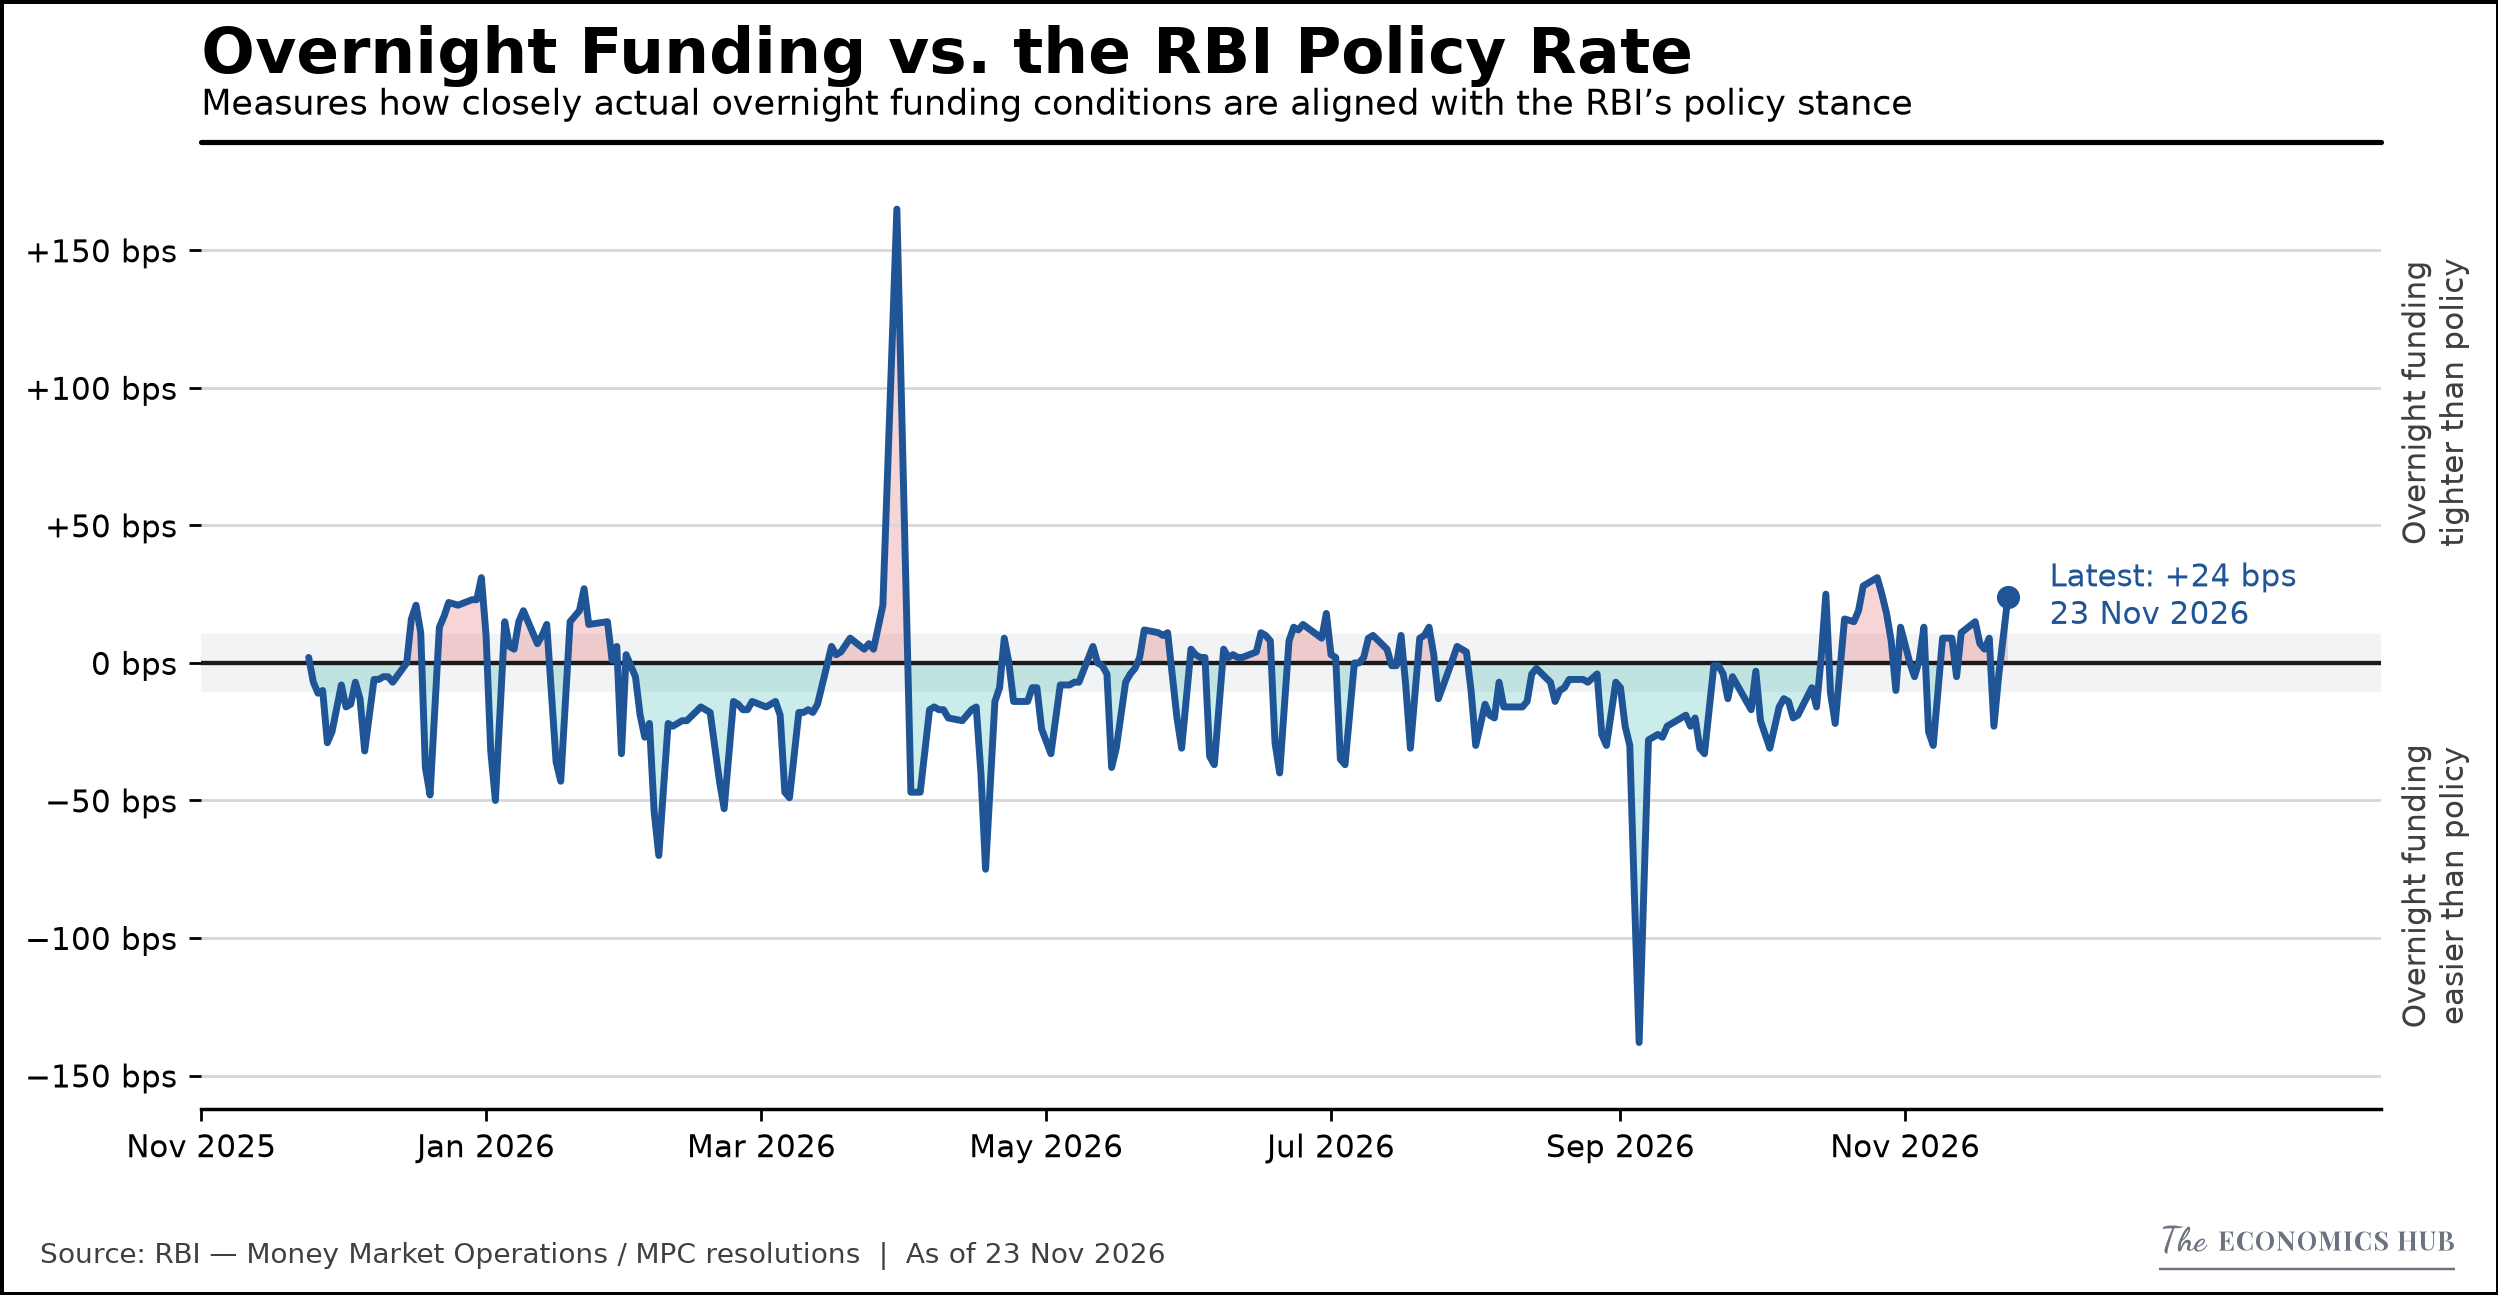 Overnight Funding vs. the RBI Policy Rate
Measures how closely actual overnight funding conditions are aligned with the RBI’s policy stance
+150 bps
+100 bps
+50 bps
0 bps
−50 bps
−100 bps
−150 bps
Overnight funding
tighter than policy
Overnight funding
easier than policy
Latest: +24 bps
23 Nov 2026
Nov 2025
Jan 2026
Mar 2026
May 2026
Jul 2026
Sep 2026
Nov 2026
Source: RBI — Money Market Operations / MPC resolutions | As of 23 Nov 2026
The ECONOMICS HUB